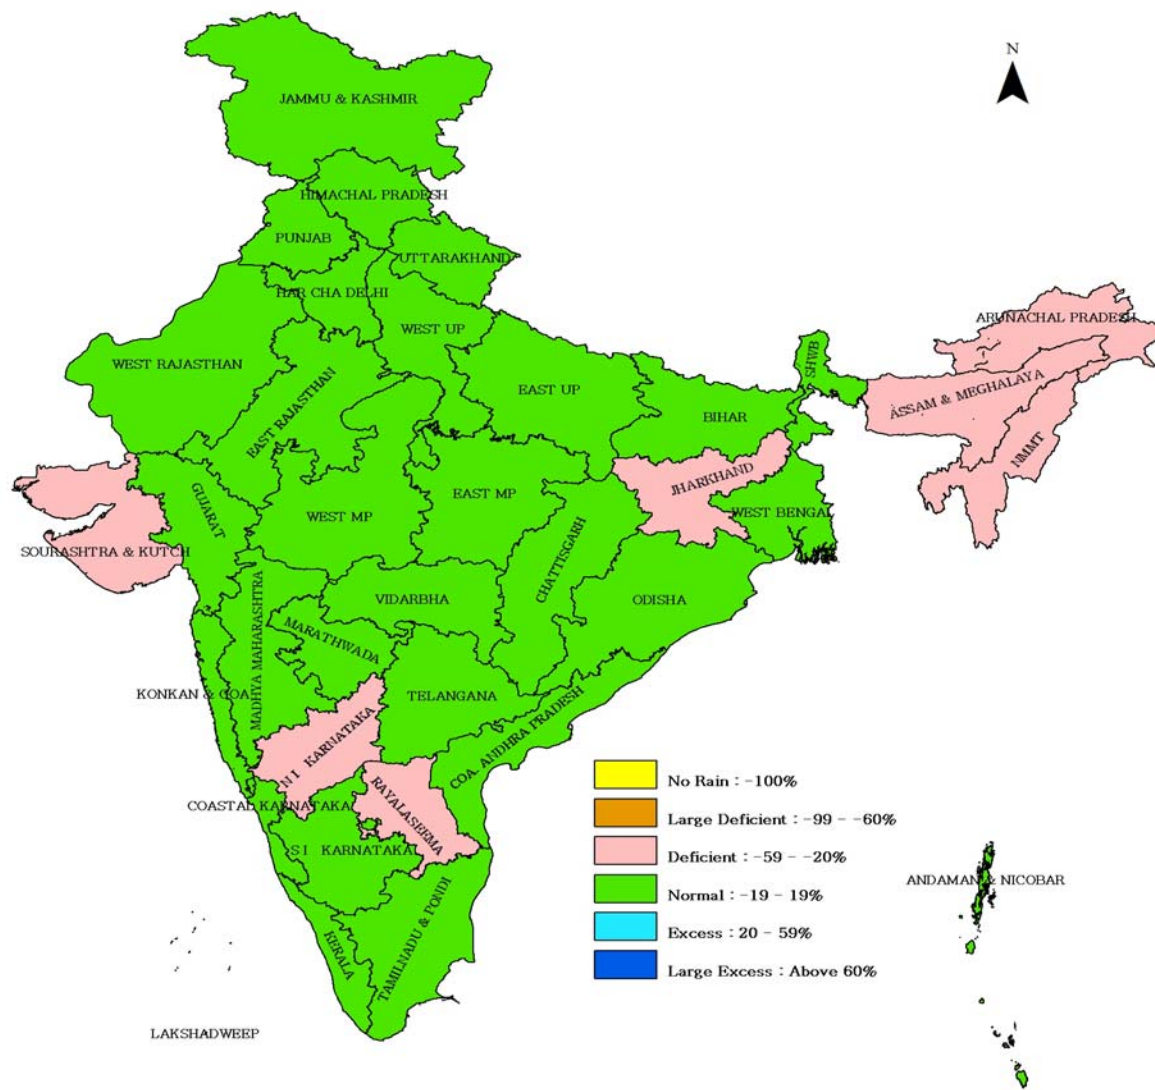 N
JAMMU & KASHMIR
HIMACHAL PRADESH
PUNJAB
UTTARAKHAND
HAR CHA DELHI
ARUNACHAL PRADESH
WEST UP
WEST RAJASTHAN
SHWB
EAST RAJASTHAN
EAST UP
ASSAM & MEGHALAYA
BIHAR
NMMT
JHARKHAND
GUJARAT
EAST MP
WEST MP
WEST BENGAL
SOURASHTRA & KUTCH
CHATTISGARH
VIDARBHA
ODISHA
MADHYA MAHARASHTRA
MARATHWADA
KONKAN & GOA
TELANGANA
COA. ANDHRA PRADESH
N I KARNATAKA
COASTAL KARNATAKA
RAYALASEEMA
S I KARNATAKA
TAMILNADU & PONDI
KERALA
LAKSHADWEEP
ANDAMAN & NICOBAR
No Rain : -100%
Large Deficient : -99 - -60%
Deficient : -59 - -20%
Normal : -19 - 19%
Excess : 20 - 59%
Large Excess : Above 60%